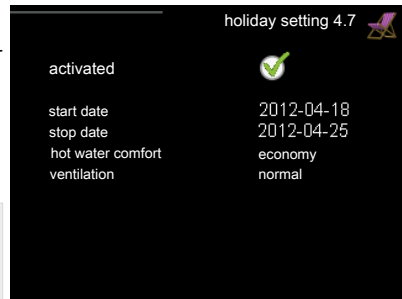 holiday setting 4.7
activated
start date 2012-04-18
stop date 2012-04-25
hot water comfort economy
ventilation normal